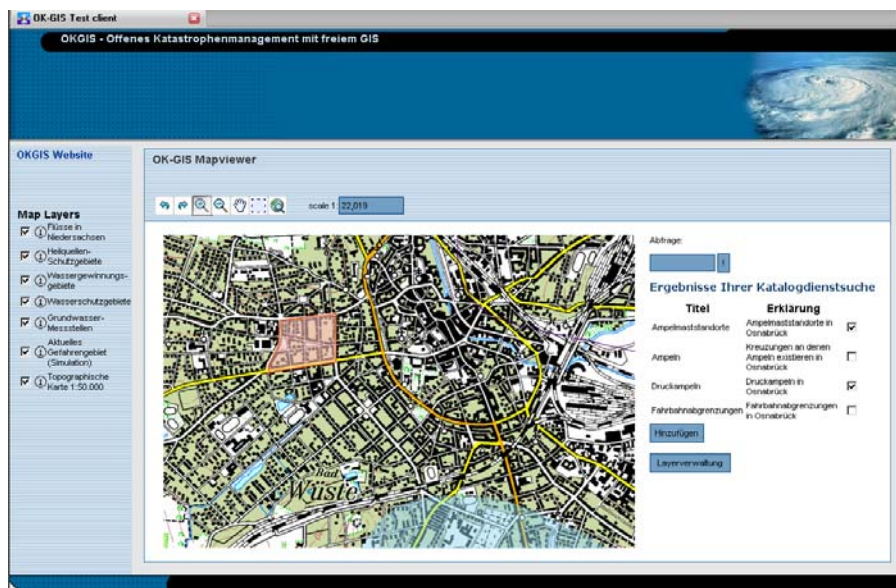 OK-GIS Test client
OKGIS - Offenes Katastrophenmanagement mit freiem GIS
OKGIS Website
OK-GIS Mapviewer
scale 1: 22,019
Map Layers
Flüsse in
Niedersachsen
Heilquellen-
Schutzgebiete
Wassergewinnungs-
gebiete
Wasserschutzgebiete
Grundwasser-
Messstellen
Aktuelles
Gefahrengebiet
(Simulation)
Topographische
Karte 1:50.000
Bad
Wüste
Abfrage:
Ergebnisse Ihrer Katalogdienstsuche
Titel Erklärung
Ampelmaststandorte Ampelmaststandorte in
Osnabrück
Ampeln Kreuzungen an denen
Ampeln existieren in
Osnabrück
Druckampeln Druckampeln in
Osnabrück
Fahrbahnabgrenzungen Fahrbahnabgrenzungen
in Osnabrück
Hinzufügen
Layerverwaltung